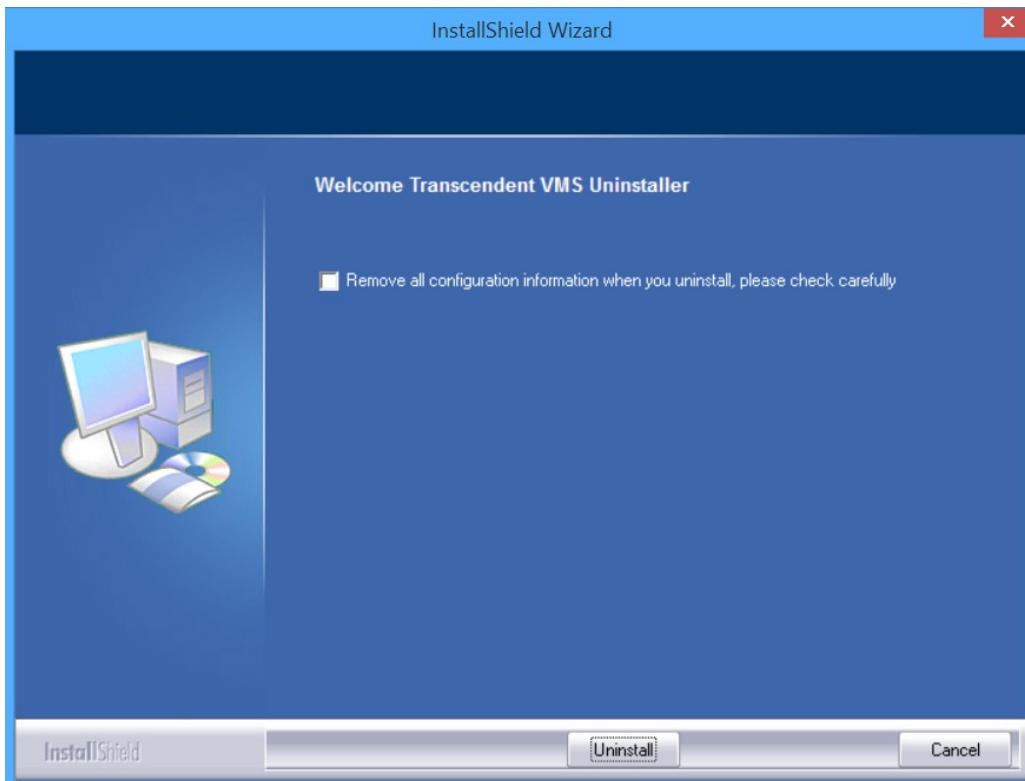 InstallShield Wizard
Welcome Transcendent VMS Uninstaller
Remove all configuration information when you uninstall, please check carefully
InstallShield
Uninstall
Cancel